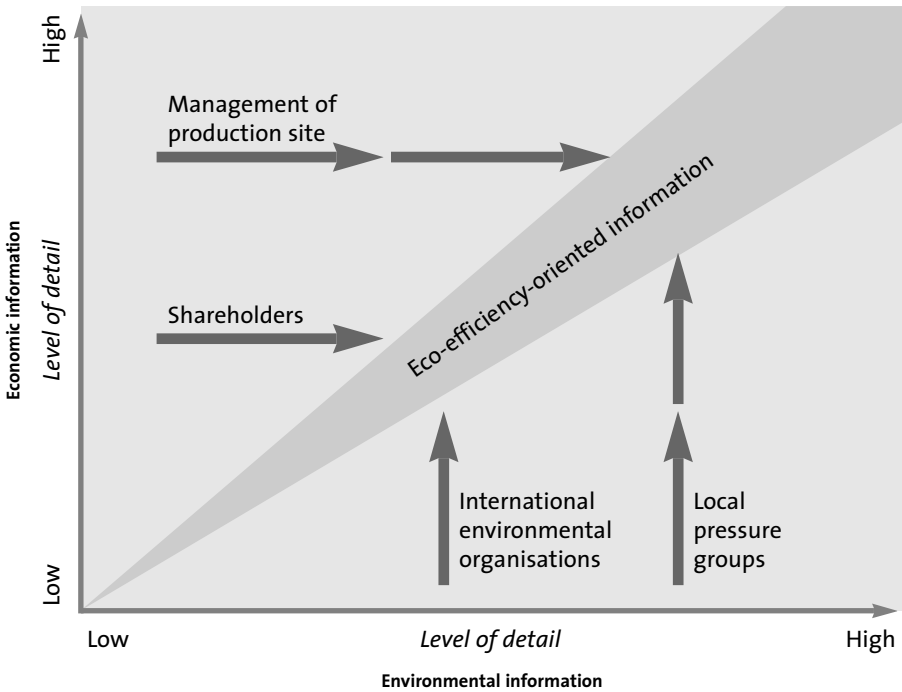 High
Management of
production site
Eco-efficiency-oriented information
Economic information
Level of detail
Shareholders
International
environmental
organisations
Local
pressure
groups
Low
Low
Level of detail
High
Environmental information